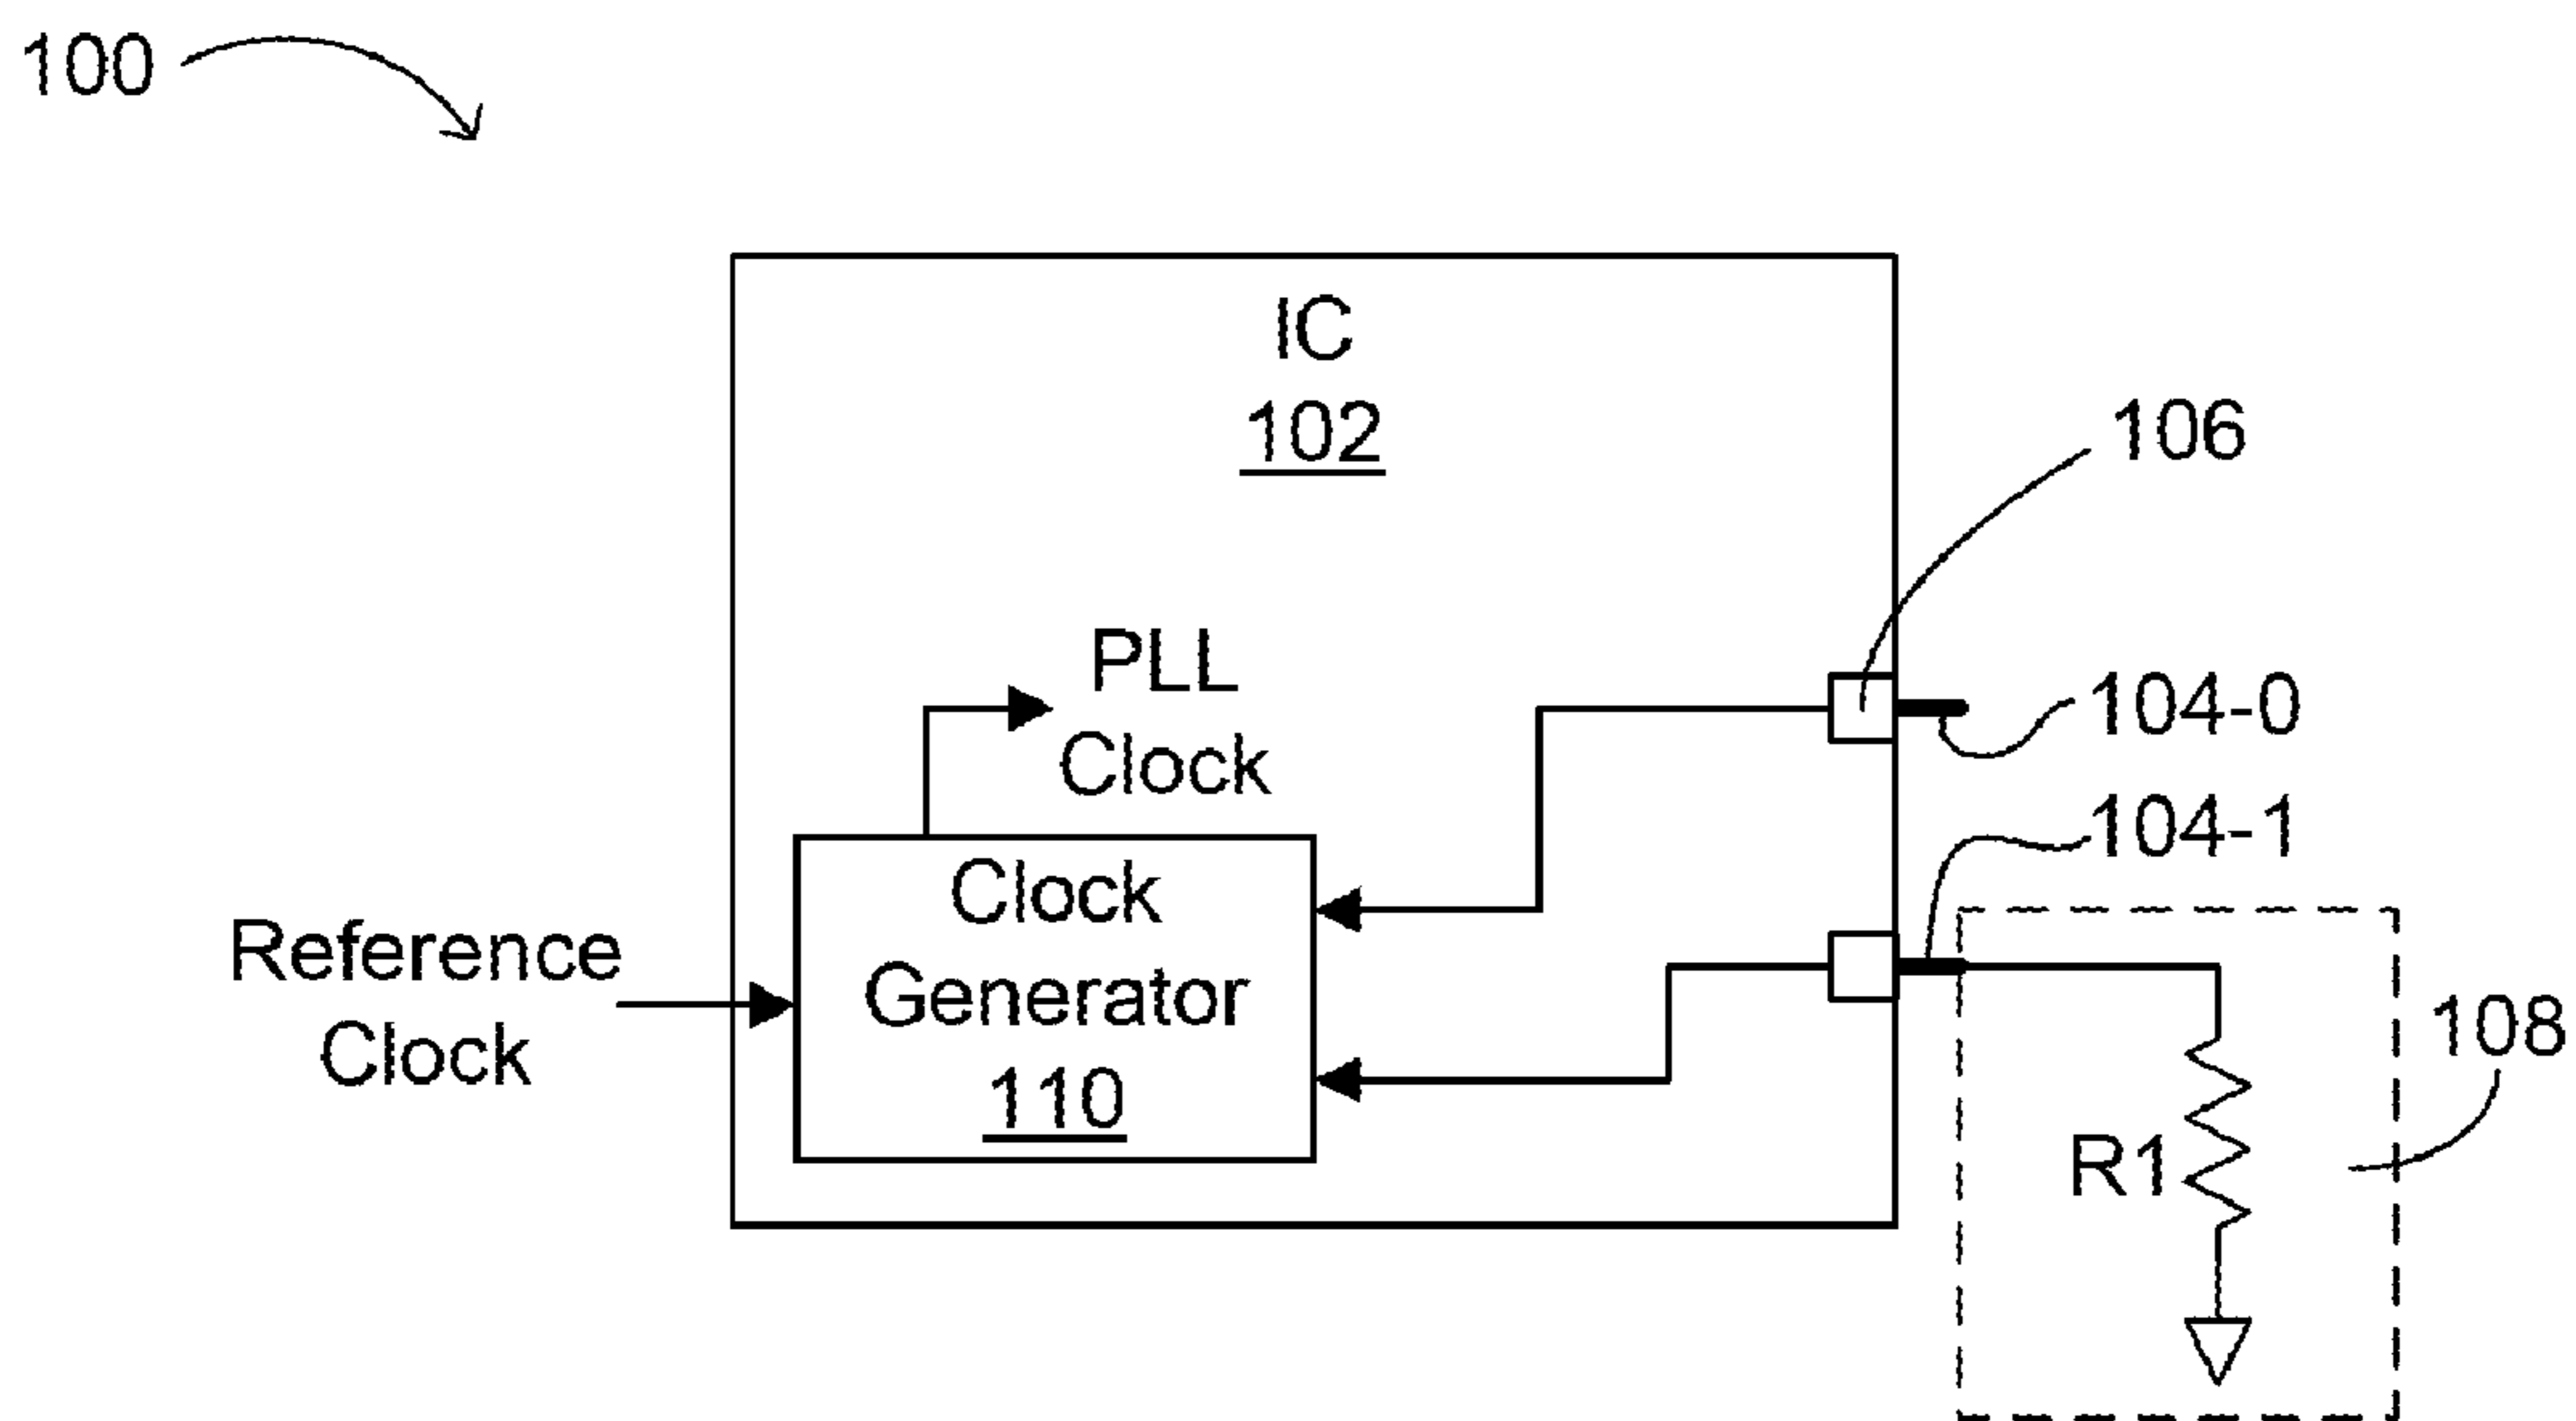 100
IC
102
106
PLL
Clock
104-0
104-1
Clock
Generator
110
Reference
Clock
108
R1